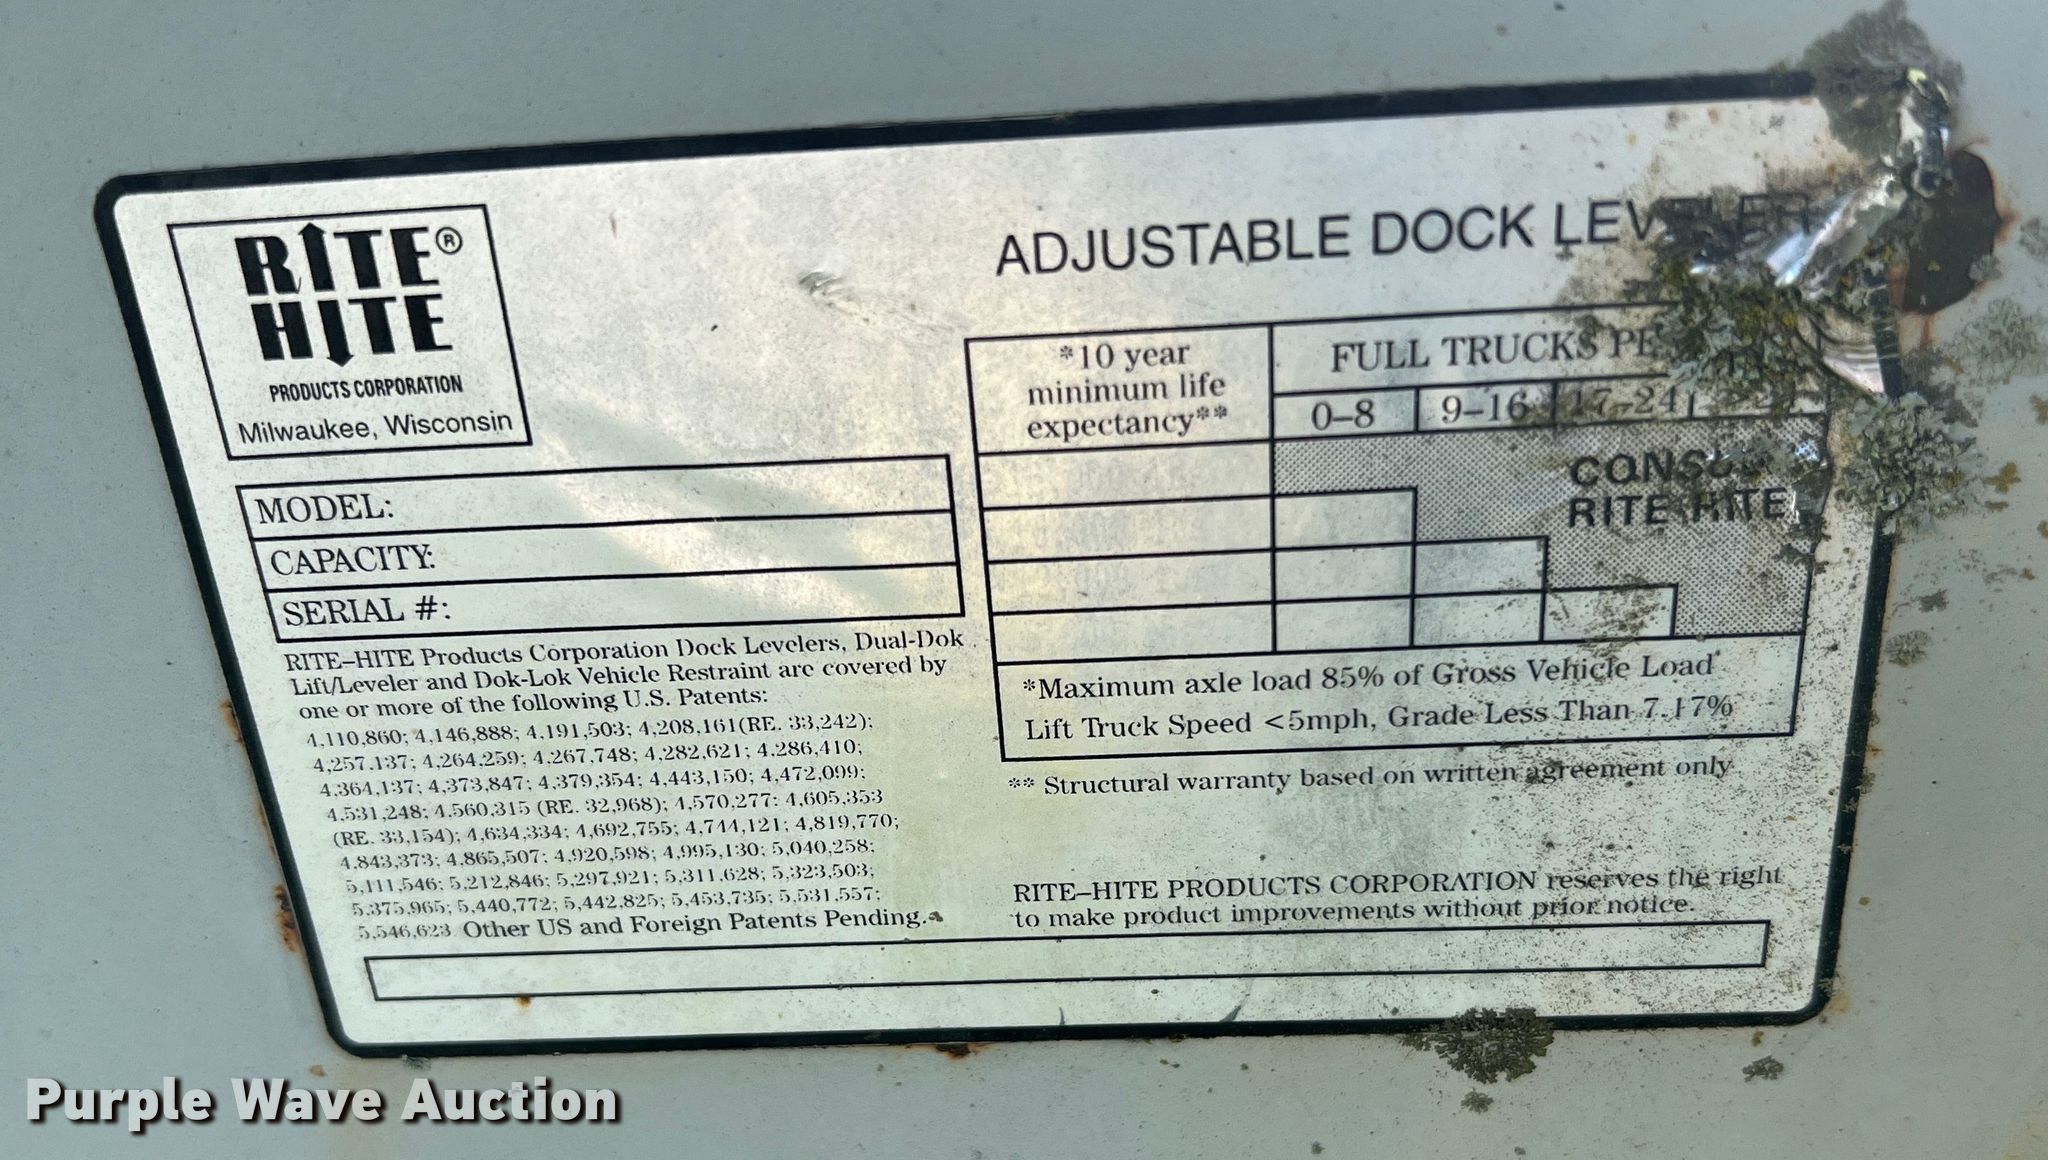 RITE®
HITE
PRODUCTS CORPORATION
Milwaukee, Wisconsin
ADJUSTABLE DOCK LEVELER
*10 year
minimum life
expectancy**
FULL TRUCKS
0–8 9–16 17–24
CONSULT
RITE-HITE
MODEL:
CAPACITY:
SERIAL #:
RITE–HITE Products Corporation Dock Levelers, Dual-Dok
Lift/Leveler and Dok-Lok Vehicle Restraint are covered by
one or more of the following U.S. Patents:
4,110,860; 4,146,888; 4,191,503; 4,208,161(RE. 33,242);
4,257,137; 4,264,259; 4,267,748; 4,282,621; 4,286,410;
4,364,137; 4,373,847; 4,379,354; 4,443,150; 4,472,099;
4,531,248; 4,560,315 (RE. 32,968); 4,570,277; 4,605,353
(RE. 33,154); 4,634,334; 4,692,755; 4,744,121; 4,819,770;
4,843,373; 4,865,507; 4,920,598; 4,995,130; 5,040,258;
5,111,546; 5,212,846; 5,297,921; 5,311,628; 5,323,503;
5,375,965; 5,440,772; 5,442,825; 5,453,735; 5,531,557;
5,546,623 Other US and Foreign Patents Pending.
*Maximum axle load 85% of Gross Vehicle Load
Lift Truck Speed <5mph, Grade Less Than 7.17%
** Structural warranty based on written agreement only
RITE–HITE PRODUCTS CORPORATION reserves the right
to make product improvements without prior notice.
Purple Wave Auction